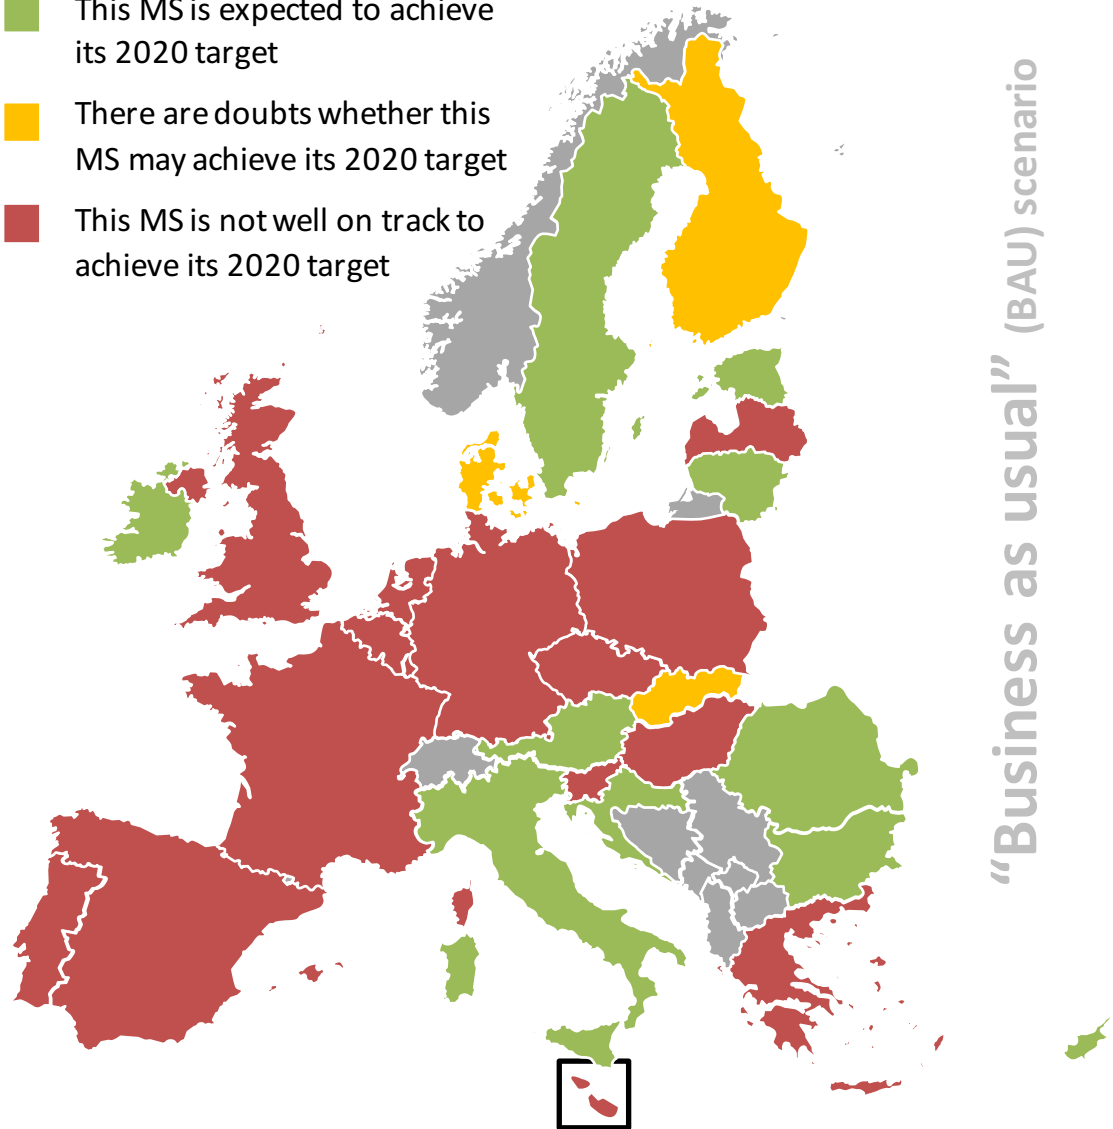 This MS is expected to achieve
its 2020 target
There are doubts whether this
MS may achieve its 2020 target
This MS is not well on track to
achieve its 2020 target
“Business as usual” (BAU) scenario